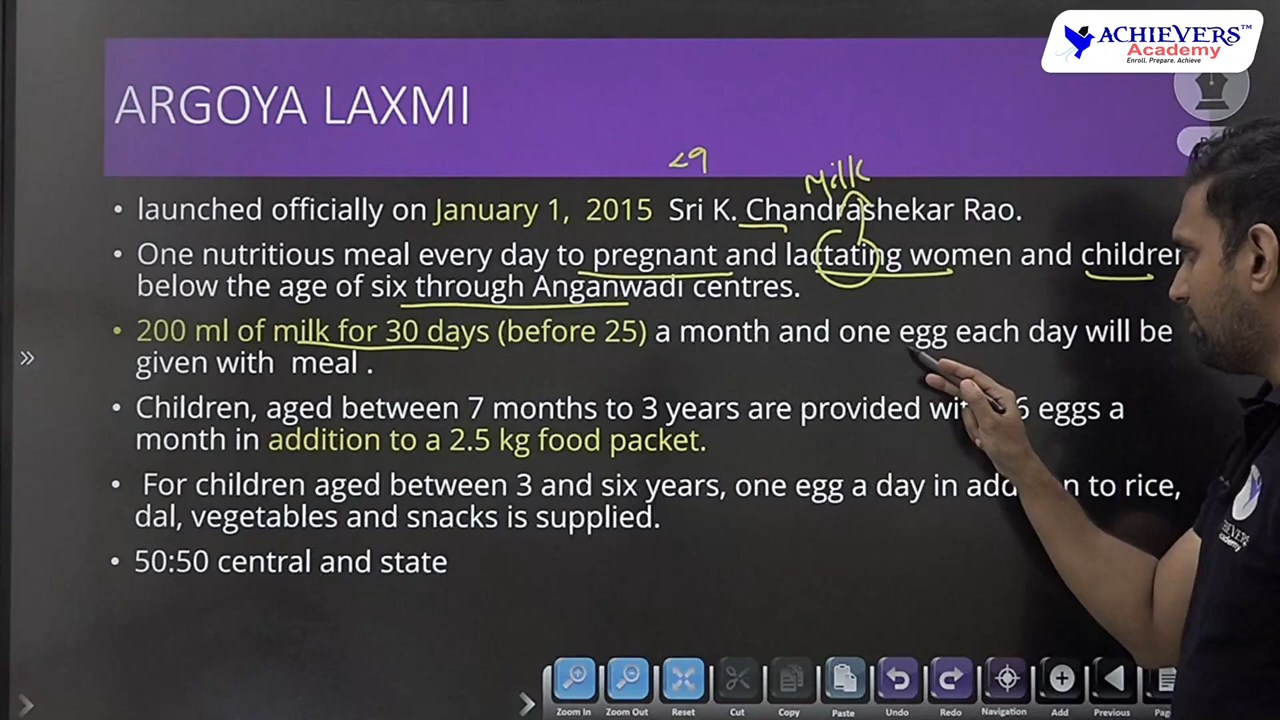 ACHIEVERS™
Academy
Enroll. Prepare. Achieve
ARGOYA LAXMI
<9
Milk
• launched officially on January 1, 2015 Sri K. Chandrashekar Rao.
• One nutritious meal every day to pregnant and lactating women and children
below the age of six through Anganwadi centres.
• 200 ml of milk for 30 days (before 25) a month and one egg each day will be
given with meal .
• Children, aged between 7 months to 3 years are provided 6 eggs a
month in addition to a 2.5 kg food packet.
• For children aged between 3 and six years, one egg a day in to rice,
dal, vegetables and snacks is supplied.
• 50:50 central and state
Zoom In Zoom Out Reset Cut Copy Paste Undo Redo Navigation Add Previous